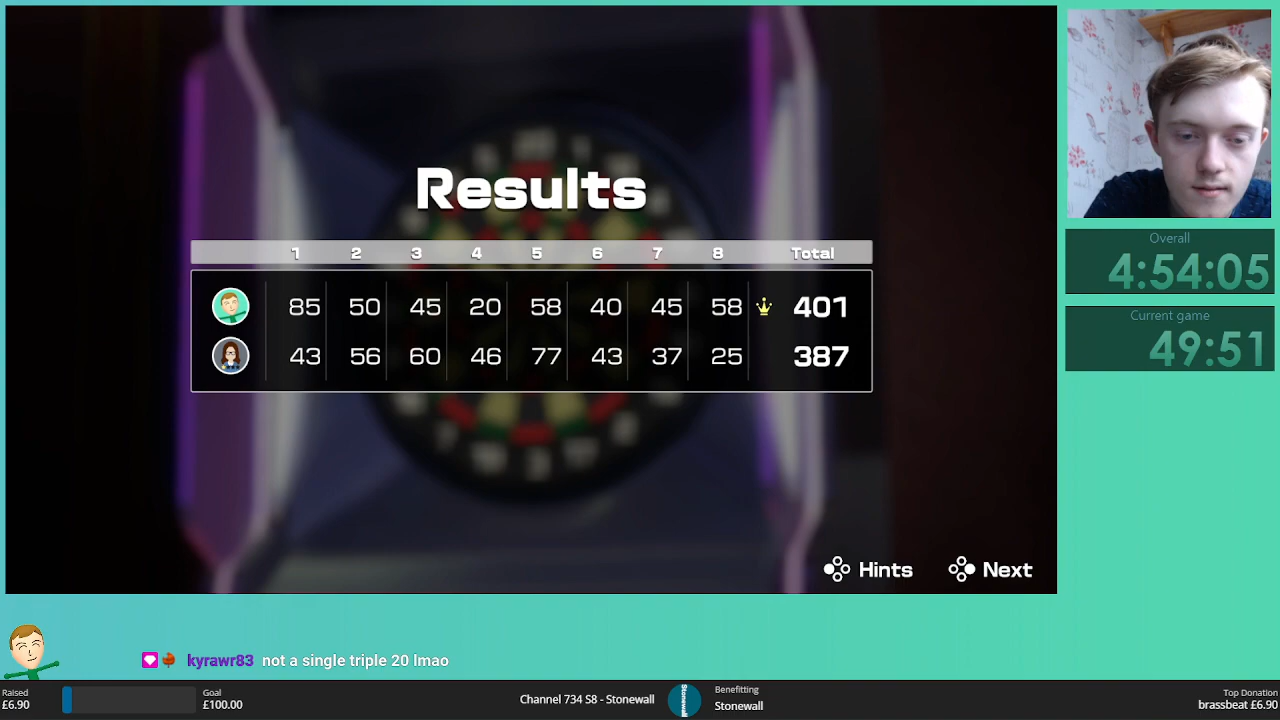 Results
1 2 3 4 5 6 7 8 Total
85 50 45 20 58 40 45 58 401
43 56 60 46 77 43 37 25 387
Hints Next
Overall
4:54:05
Current game
49:51
kyrawr83 not a single triple 20 lmao
Raised
£6.90
Goal
£100.00
Channel 734 S8 - Stonewall
Stonewall
Benefitting
Stonewall
Top Donation
brassbeat £6.90